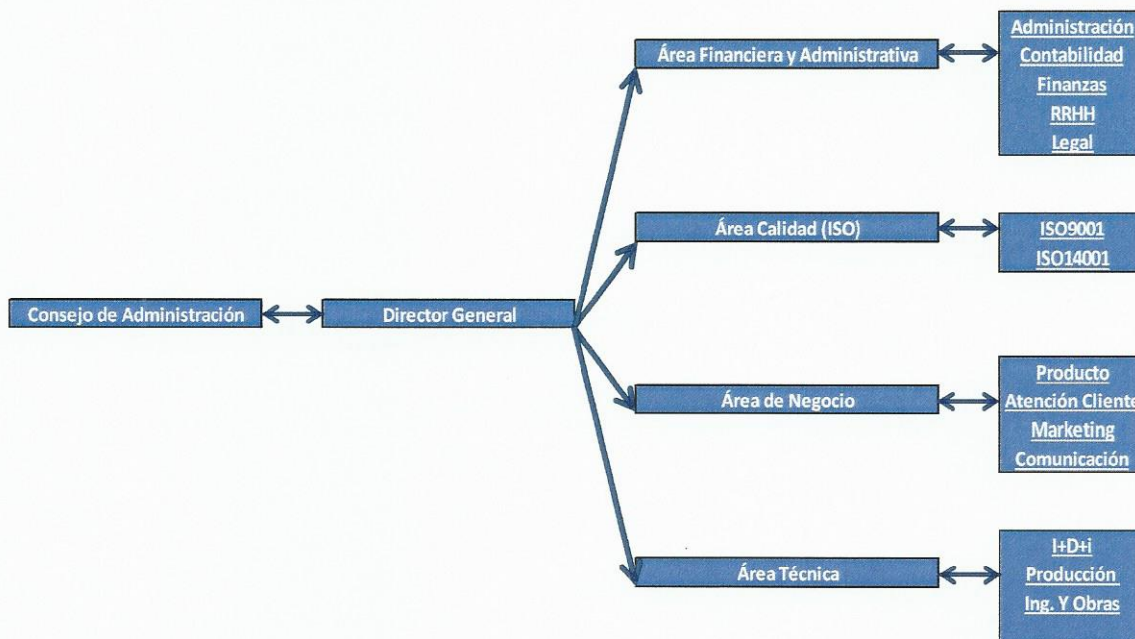 Consejo de Administración
Director General
Área Financiera y Administrativa
Administración
Contabilidad
Finanzas
RRHH
Legal
Área Calidad (ISO)
ISO9001
ISO14001
Área de Negocio
Producto
Atención Cliente
Marketing
Comunicación
Área Técnica
I+D+i
Producción
Ing. Y Obras